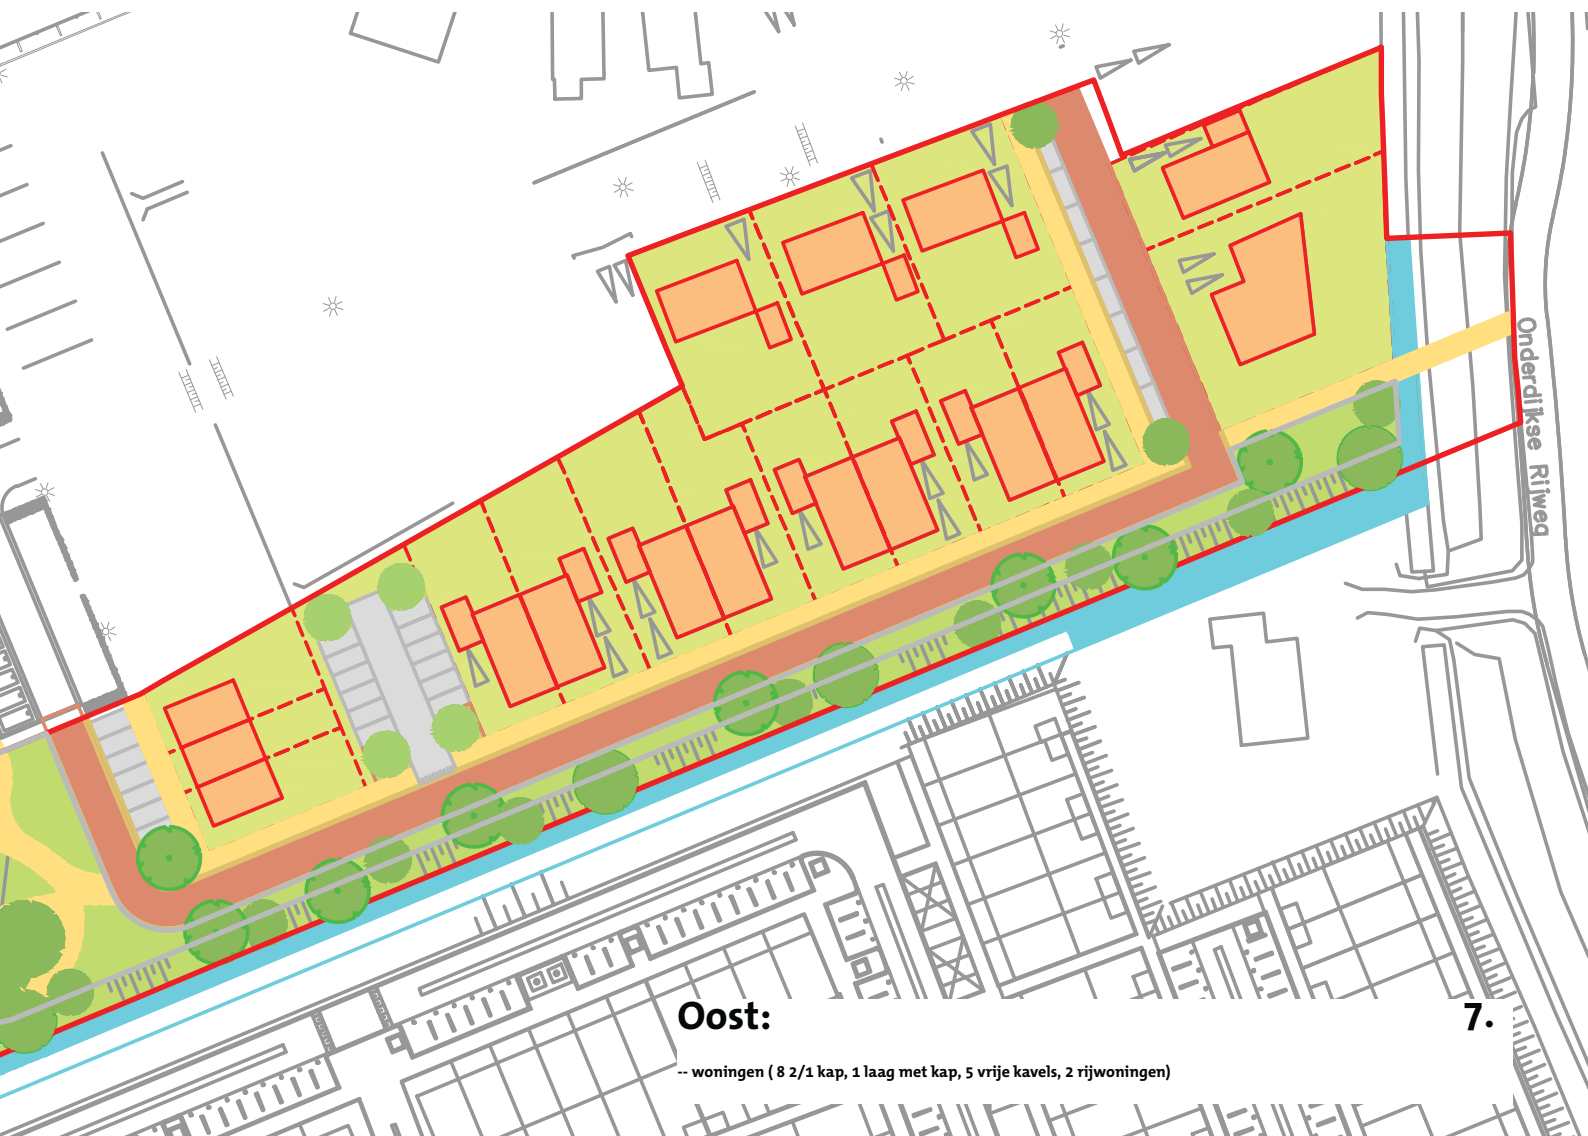 Onderdijkse Rijweg
Oost:
7.
-- woningen ( 8 2/1 kap, 1 laag met kap, 5 vrije kavels, 2 rijwoningen)